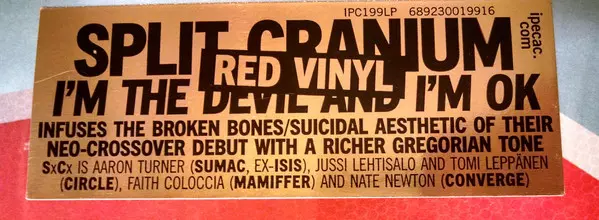 IPC199LP 689230019916
ipecac.
com
SPLIT CRANIUM
RED VINYL
I'M THE DEVIL AND I'M OK
INFUSES THE BROKEN BONES/SUICIDAL AESTHETIC OF THEIR
NEO-CROSSOVER DEBUT WITH A RICHER GREGORIAN TONE
SxCx IS AARON TURNER (SUMAC, EX-ISIS), JUSSI LEHTISALO AND TOMI LEPPÄNEN
(CIRCLE), FAITH COLOCCIA (MAMIFFER) AND NATE NEWTON (CONVERGE)